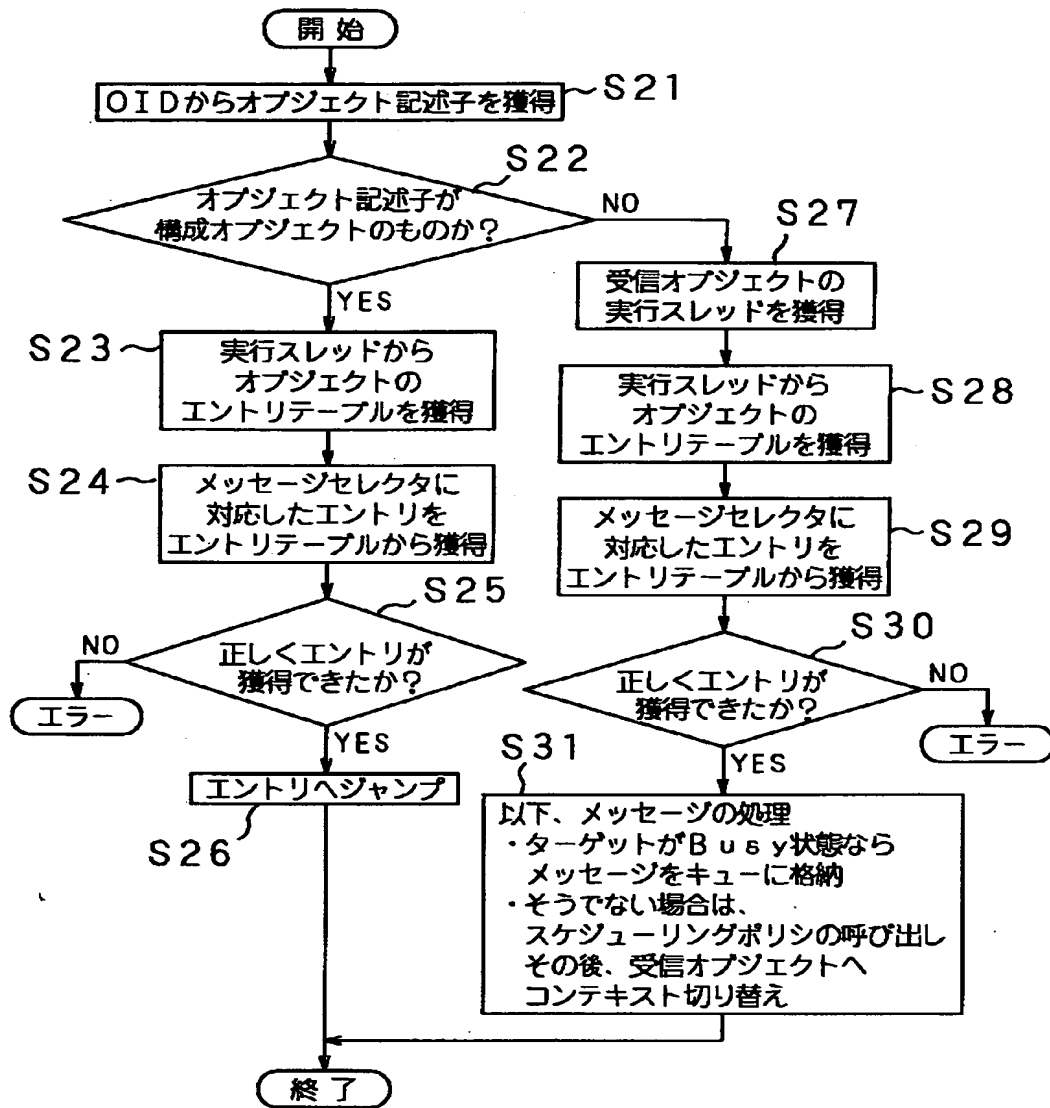 開始
OIDからオブジェクト記述子を獲得
S21
S22
オブジェクト記述子が
構成オブジェクトのものか？
NO
YES
S23
実行スレッドから
オブジェクトの
エントリテーブルを獲得
S24
メッセージセレクタに
対応したエントリを
エントリテーブルから獲得
S25
正しくエントリが
獲得できたか？
NO
エラー
YES
エントリへジャンプ
S26
S27
受信オブジェクトの
実行スレッドを獲得
実行スレッドから
オブジェクトの
エントリテーブルを獲得
S28
メッセージセレクタに
対応したエントリを
エントリテーブルから獲得
S29
S30
正しくエントリが
獲得できたか？
NO
エラー
YES
S31
以下、メッセージの処理
・ターゲットがBusy状態なら
メッセージをキューに格納
・そうでない場合は、
スケジューリングポリシの呼び出し
その後、受信オブジェクトへ
コンテキスト切り替え
終了